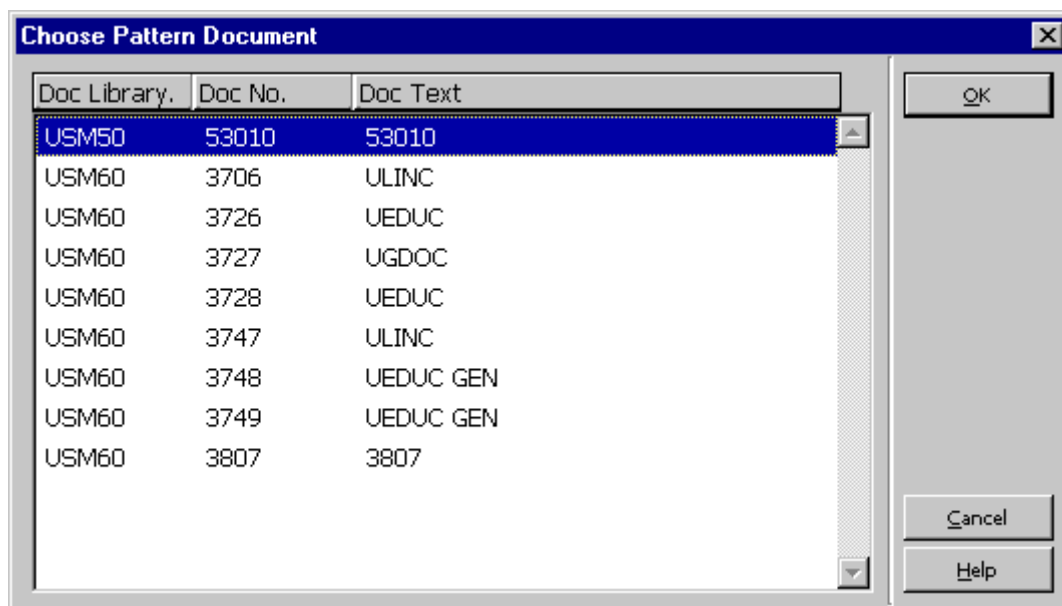 Choose Pattern Document
Doc Library. Doc No. Doc Text
OK
USM50 53010 53010
USM60 3706 ULINC
USM60 3726 UEDUC
USM60 3727 UGDOC
USM60 3728 UEDUC
USM60 3747 ULINC
USM60 3748 UEDUC GEN
USM60 3749 UEDUC GEN
USM60 3807 3807
Cancel
Help